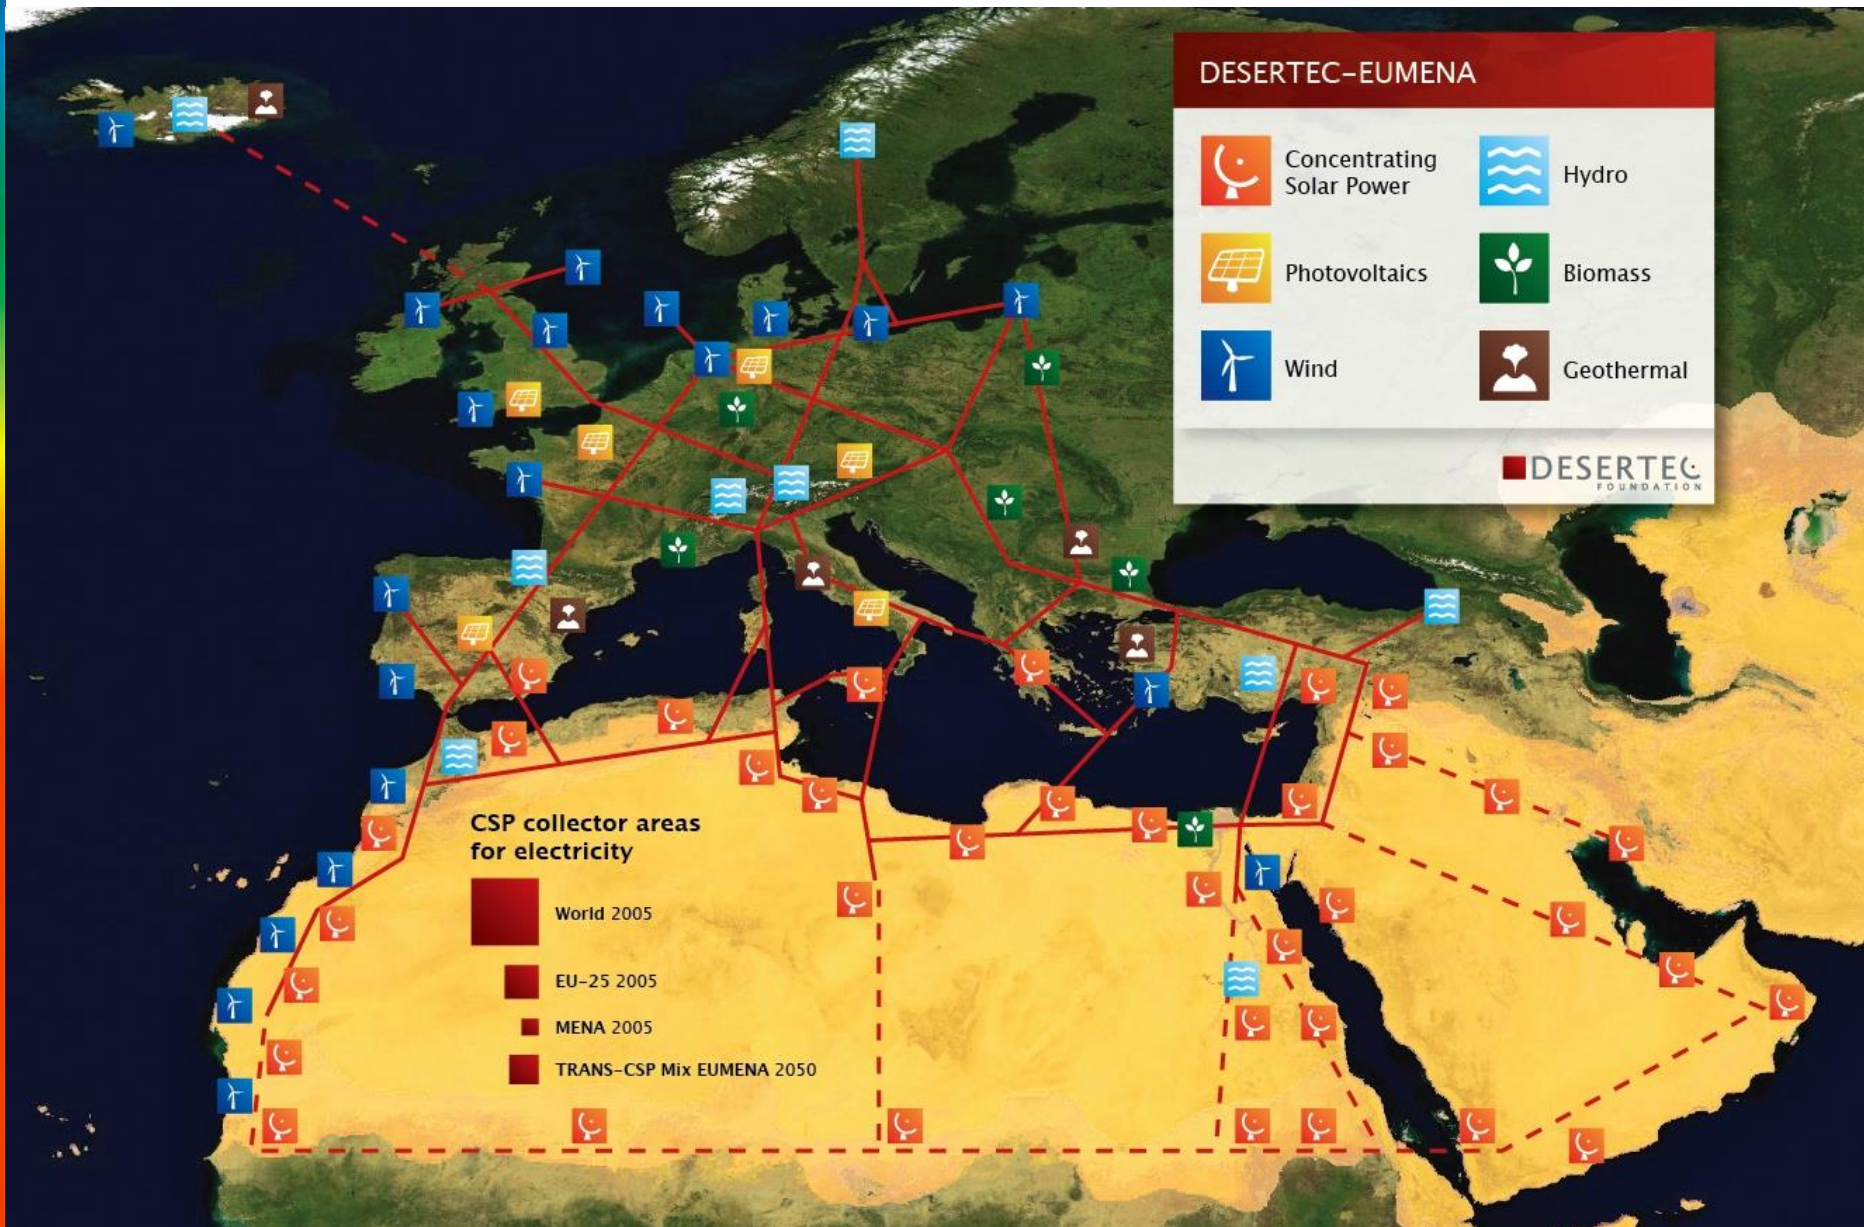 DESERTEC–EUMENA
Concentrating
Solar Power
Hydro
Photovoltaics
Biomass
Wind
Geothermal
DESERTEC
FOUNDATION
CSP collector areas
for electricity
World 2005
EU–25 2005
MENA 2005
TRANS–CSP Mix EUMENA 2050